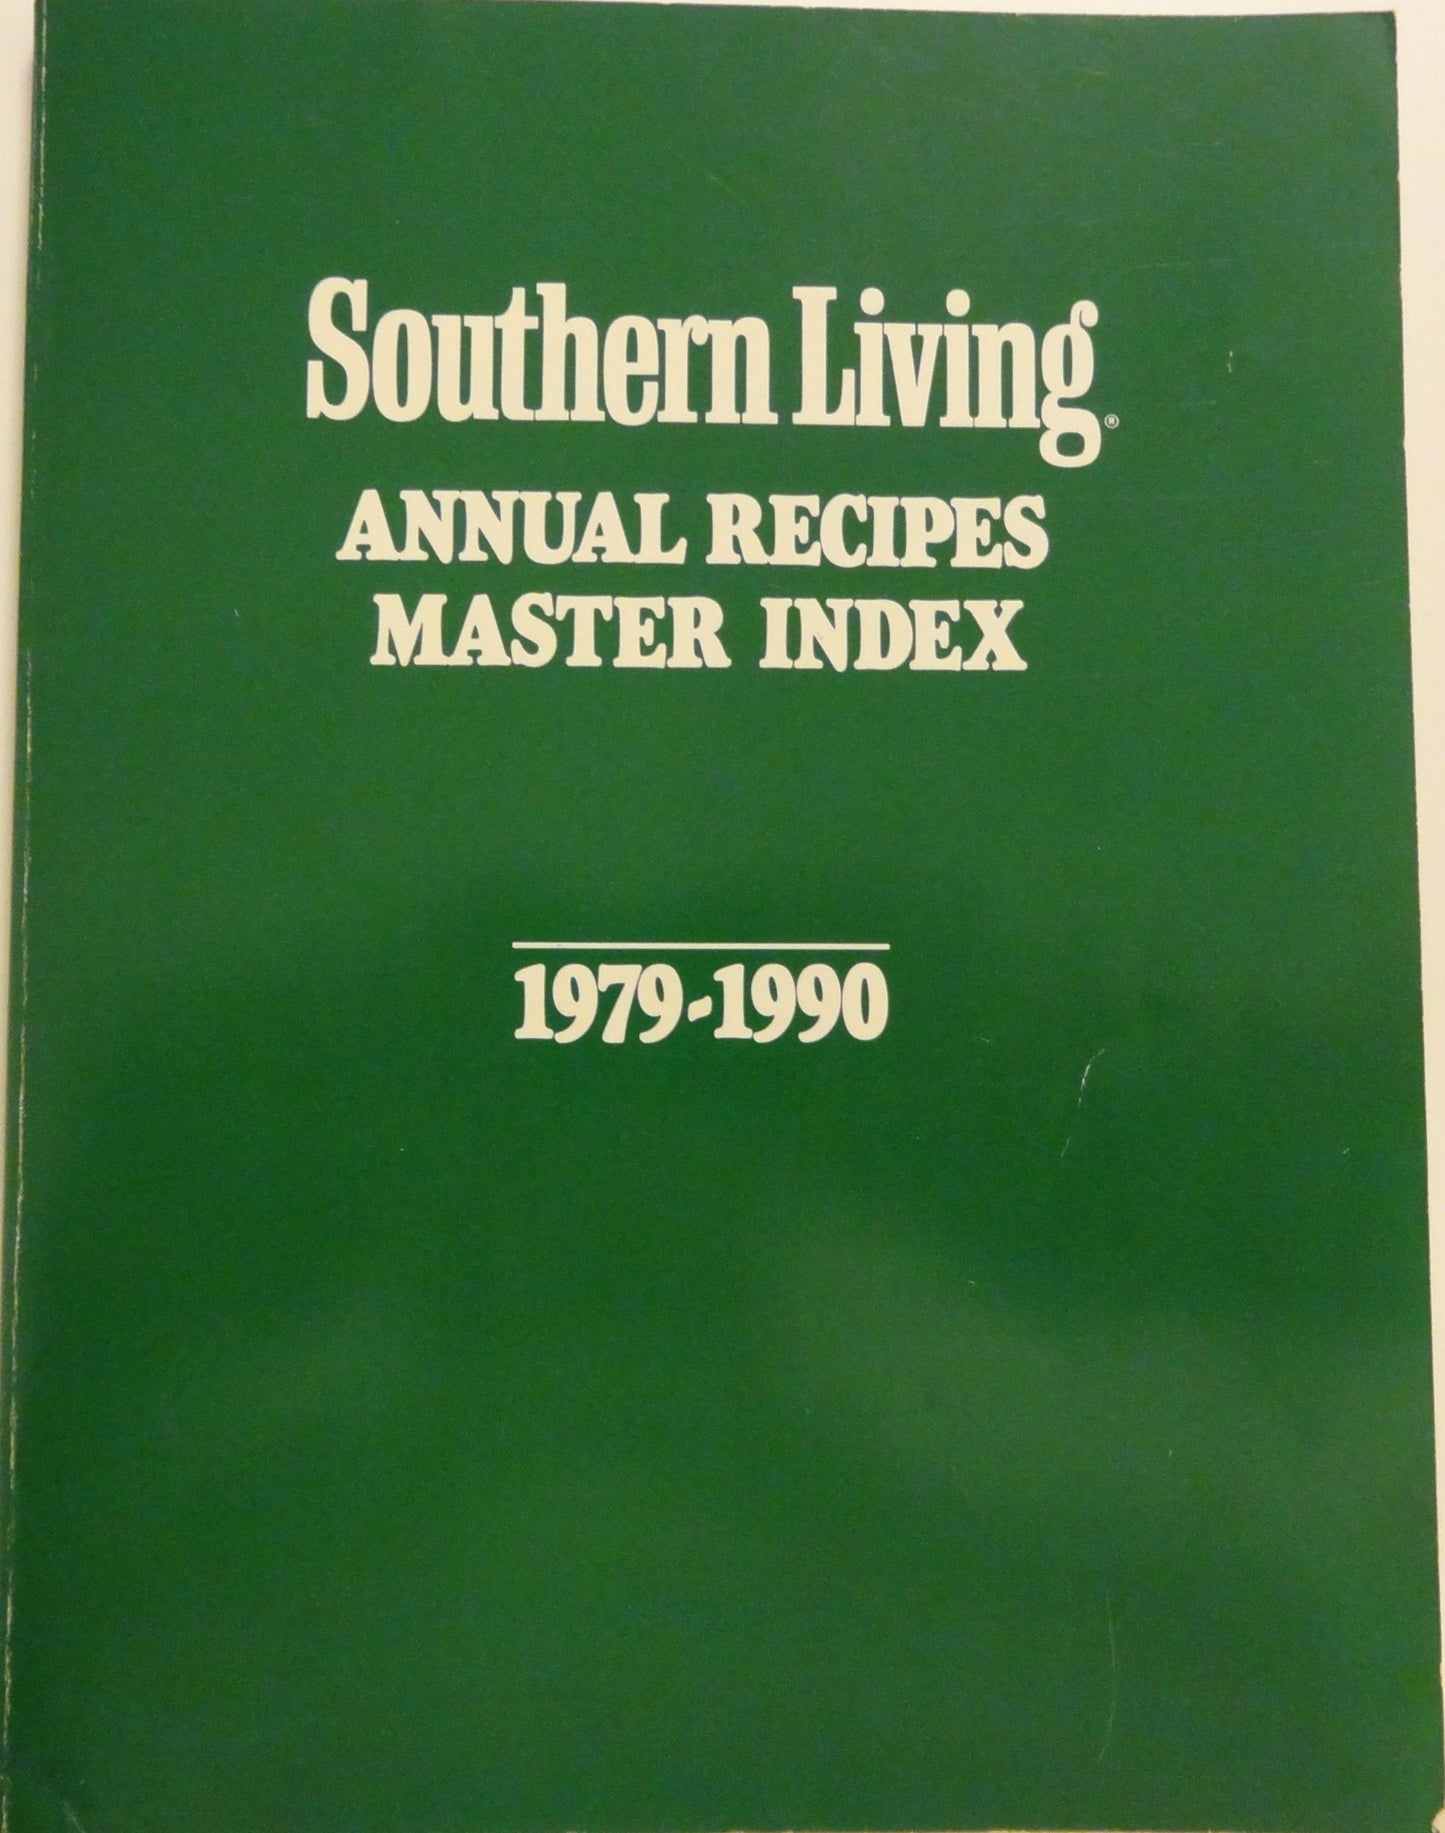 Southern Living®
ANNUAL RECIPES
MASTER INDEX
1979-1990